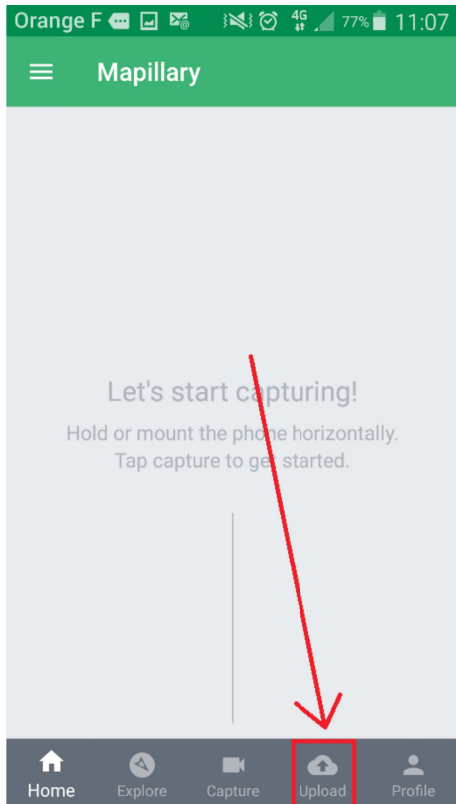 Orange F 4G 77% 11:07
Mapillary
Let's start capturing!
Hold or mount the phone horizontally.
Tap capture to get started.
Home Explore Capture Upload Profile